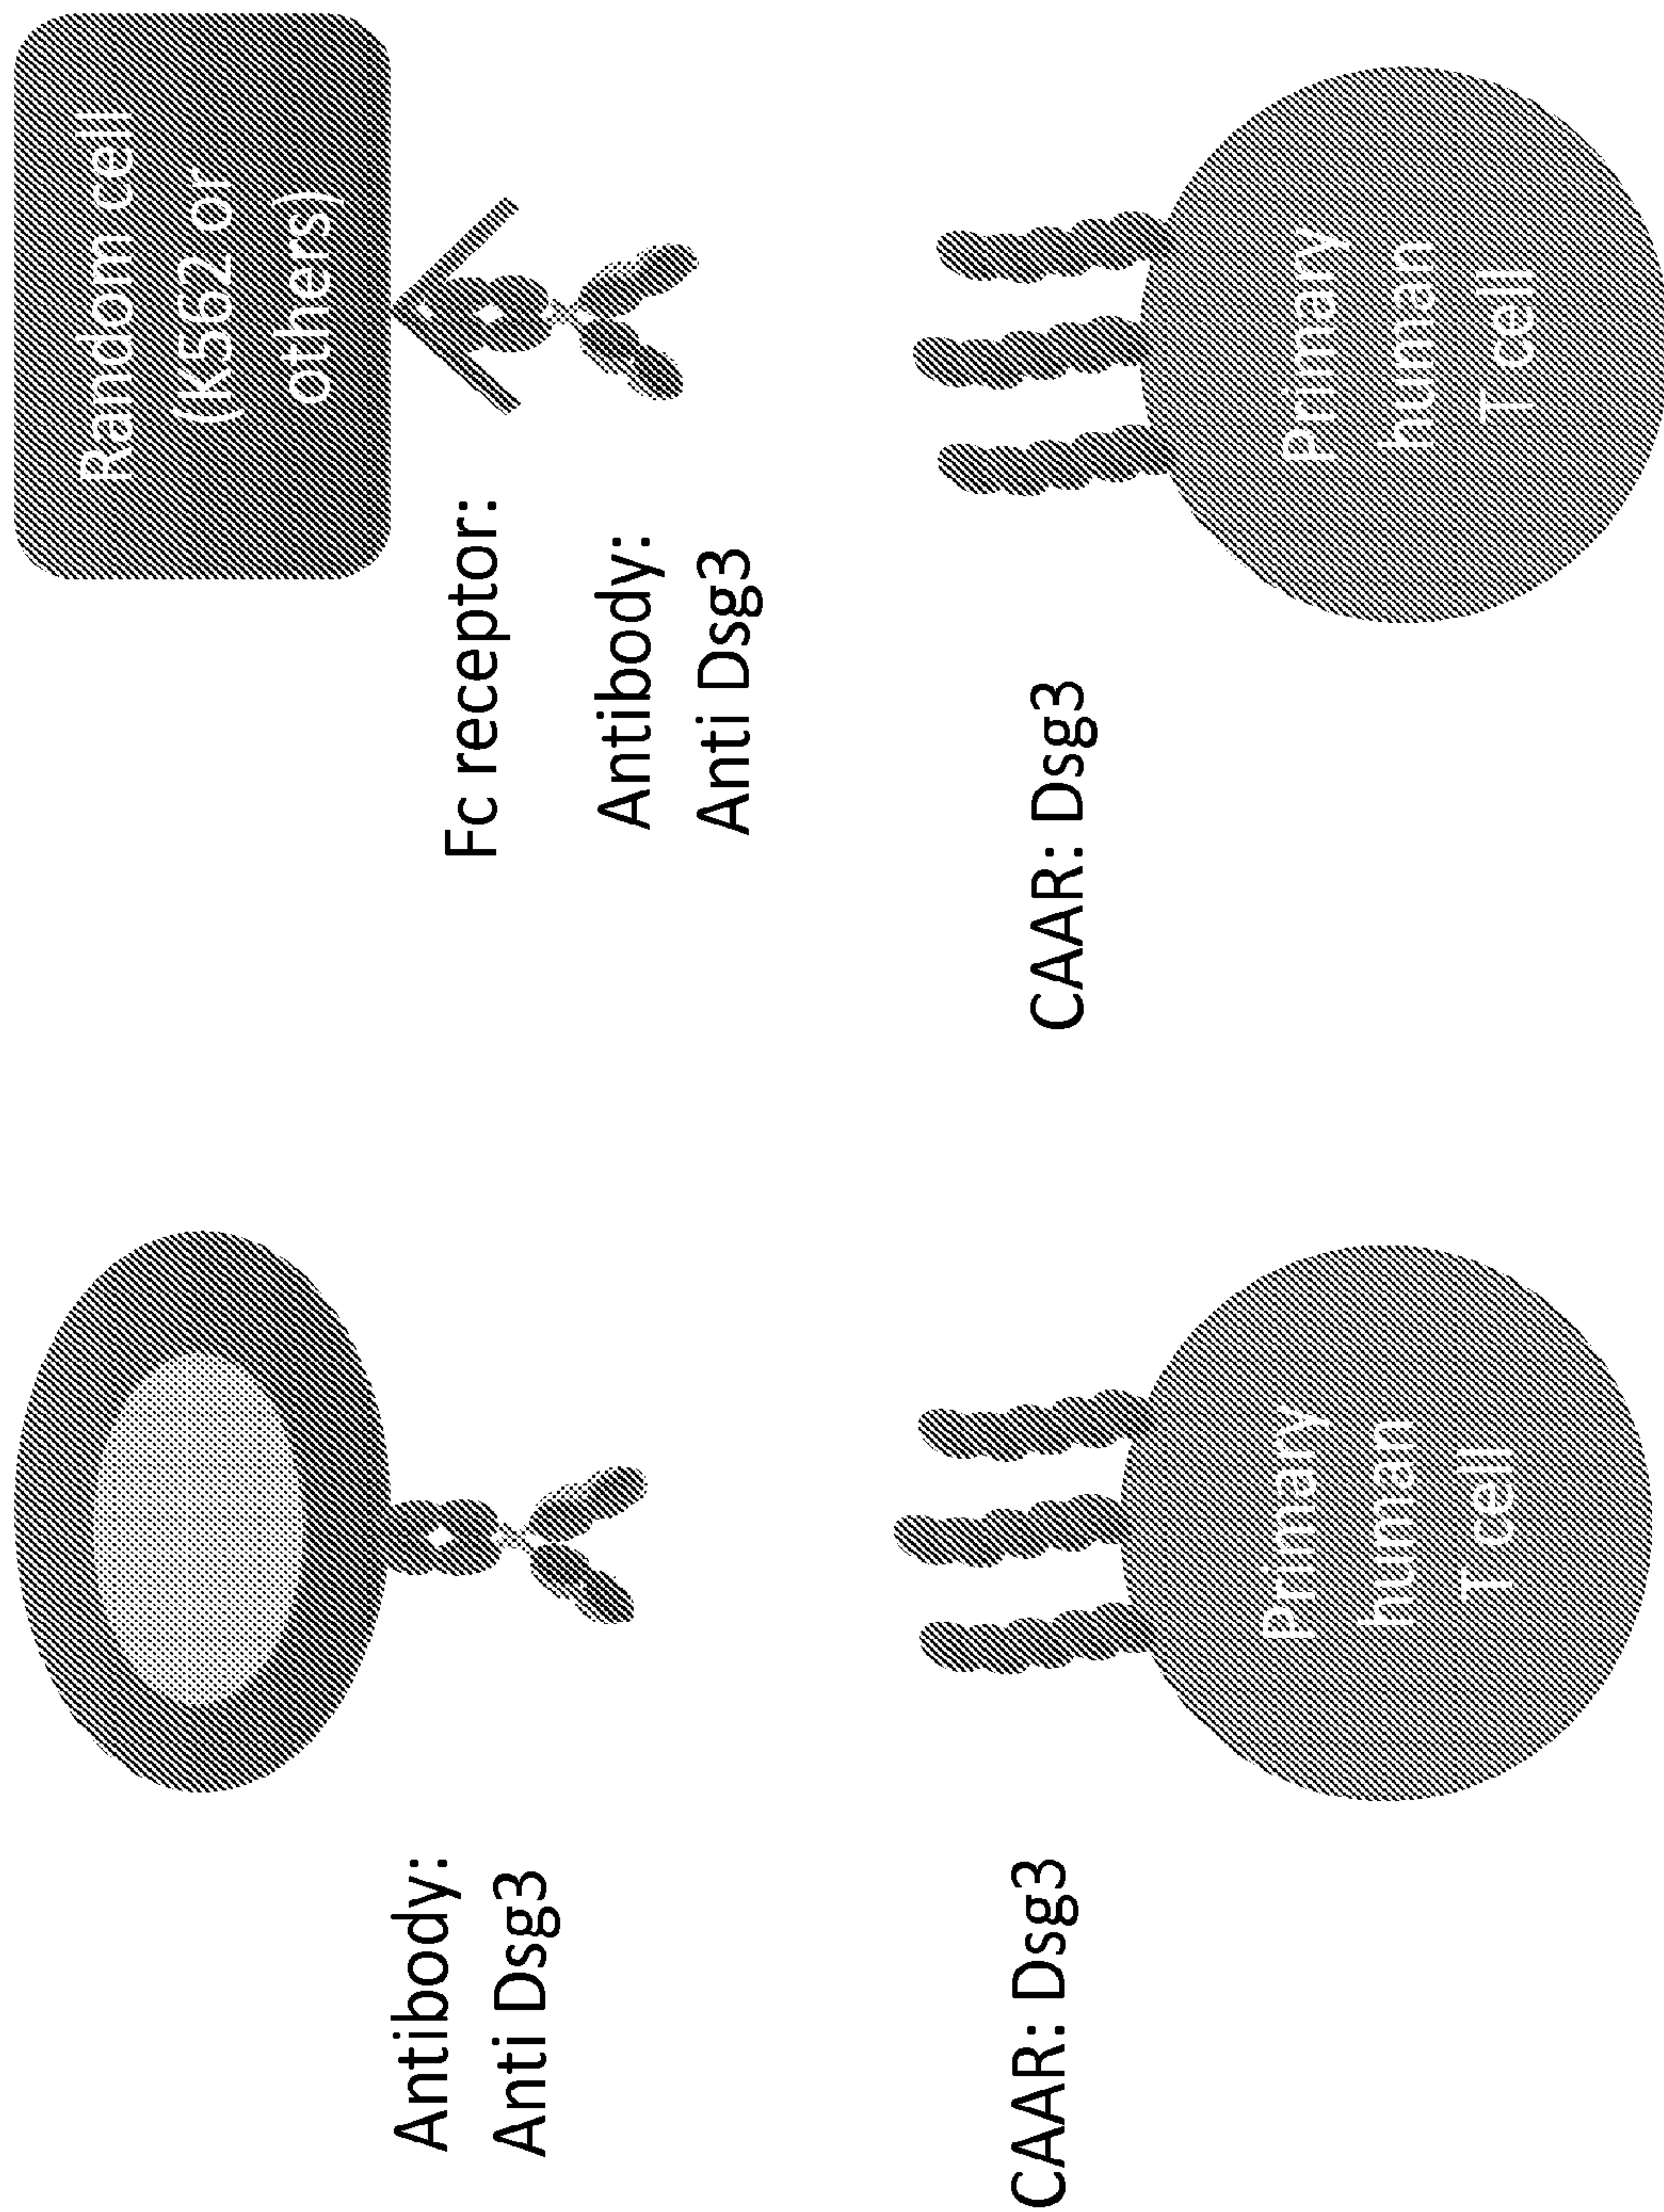 Antibody:
Anti Dsg3
CAAR: Dsg3
Primary
human
T cell
Random cell
(K562 or
others)
Fc receptor:
Antibody:
Anti Dsg3
CAAR: Dsg3
Primary
human
T cell